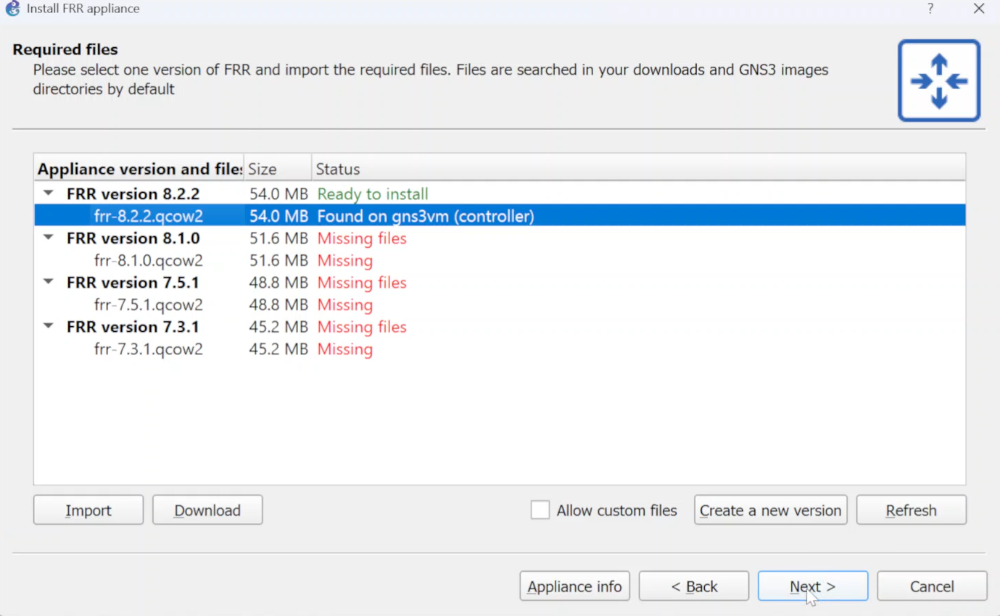 Install FRR appliance
?
Required files
Please select one version of FRR and import the required files. Files are searched in your downloads and GNS3 images
directories by default
Appliance version and files Size Status
FRR version 8.2.2 54.0 MB Ready to install
frr-8.2.2.qcow2 54.0 MB Found on gns3vm (controller)
FRR version 8.1.0 51.6 MB Missing files
frr-8.1.0.qcow2 51.6 MB Missing
FRR version 7.5.1 48.8 MB Missing files
frr-7.5.1.qcow2 48.8 MB Missing
FRR version 7.3.1 45.2 MB Missing files
frr-7.3.1.qcow2 45.2 MB Missing
Import Download Allow custom files Create a new version Refresh
Appliance info < Back Next > Cancel